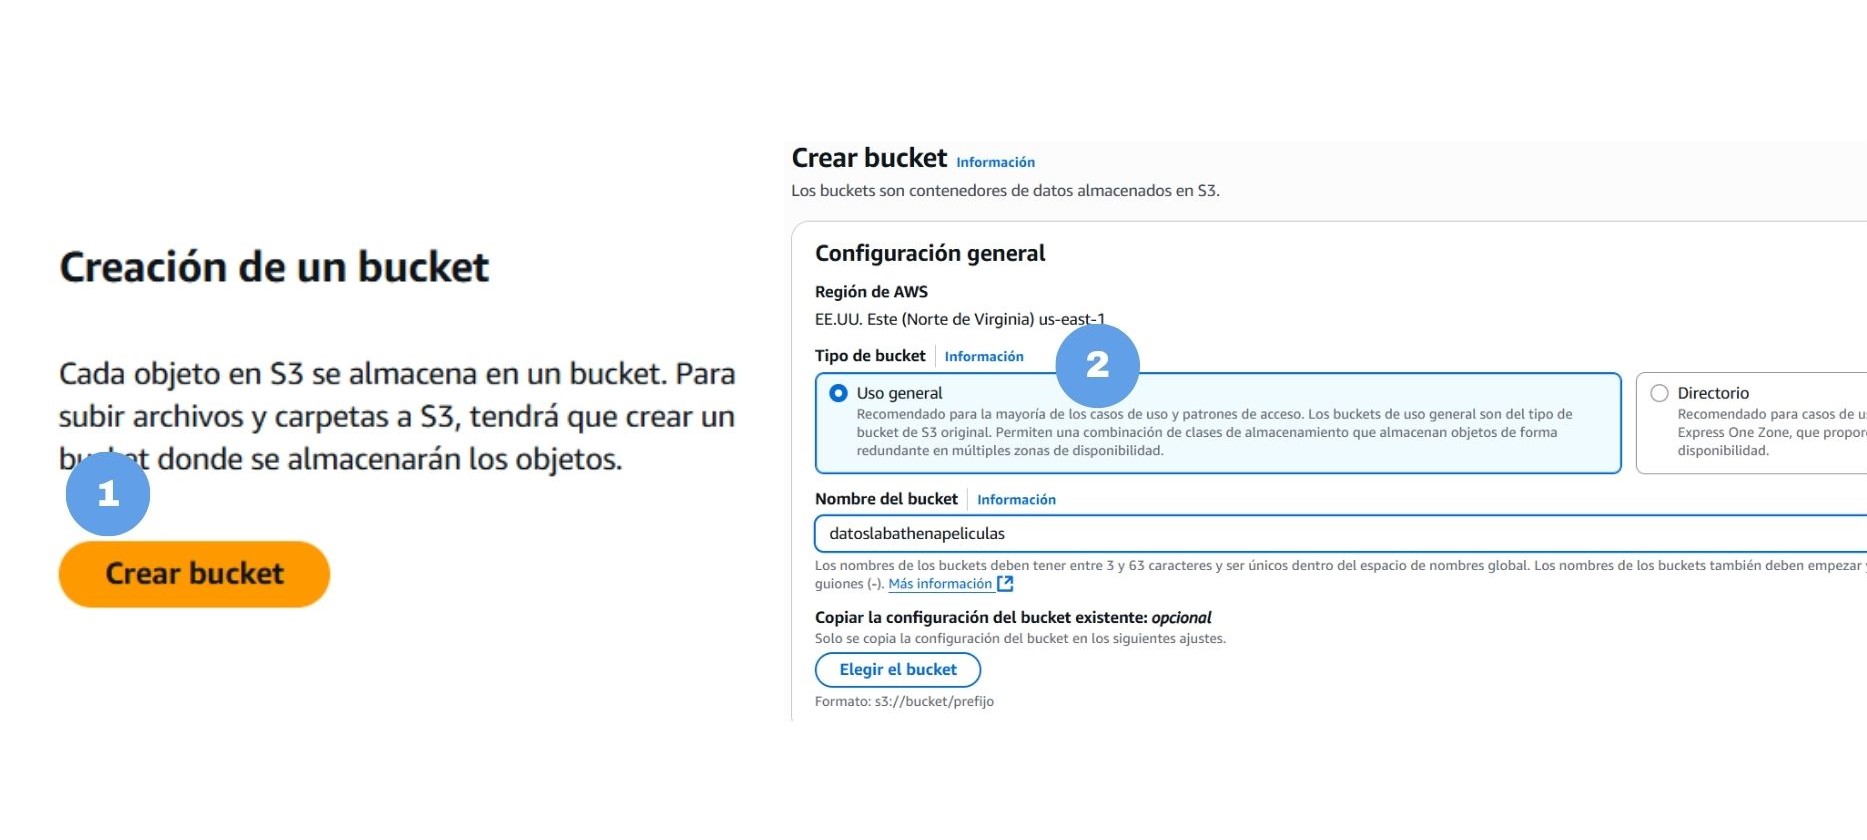 Creación de un bucket
Cada objeto en S3 se almacena en un bucket. Para
subir archivos y carpetas a S3, tendrá que crear un
bucket donde se almacenarán los objetos.
1
Crear bucket
Crear bucket Información
Los buckets son contenedores de datos almacenados en S3.
Configuración general
Región de AWS
EE.UU. Este (Norte de Virginia) us-east-1
Tipo de bucket Información
2
Uso general
Recomendado para la mayoría de los casos de uso y patrones de acceso. Los buckets de uso general son del tipo de
bucket de S3 original. Permiten una combinación de clases de almacenamiento que almacenan objetos de forma
redundante en múltiples zonas de disponibilidad.
Directorio
Recomendado para casos de
Express One Zone, que
disponibilidad.
Nombre del bucket Información
datoslabathenapeliculas
Los nombres de los buckets deben tener entre 3 y 63 caracteres y ser únicos dentro del espacio de nombres global. Los nombres de los buckets también deben empezar y
guiones (-). Más información
Copiar la configuración del bucket existente: opcional
Solo se copia la configuración del bucket en los siguientes ajustes.
Elegir el bucket
Formato: s3://bucket/prefijo